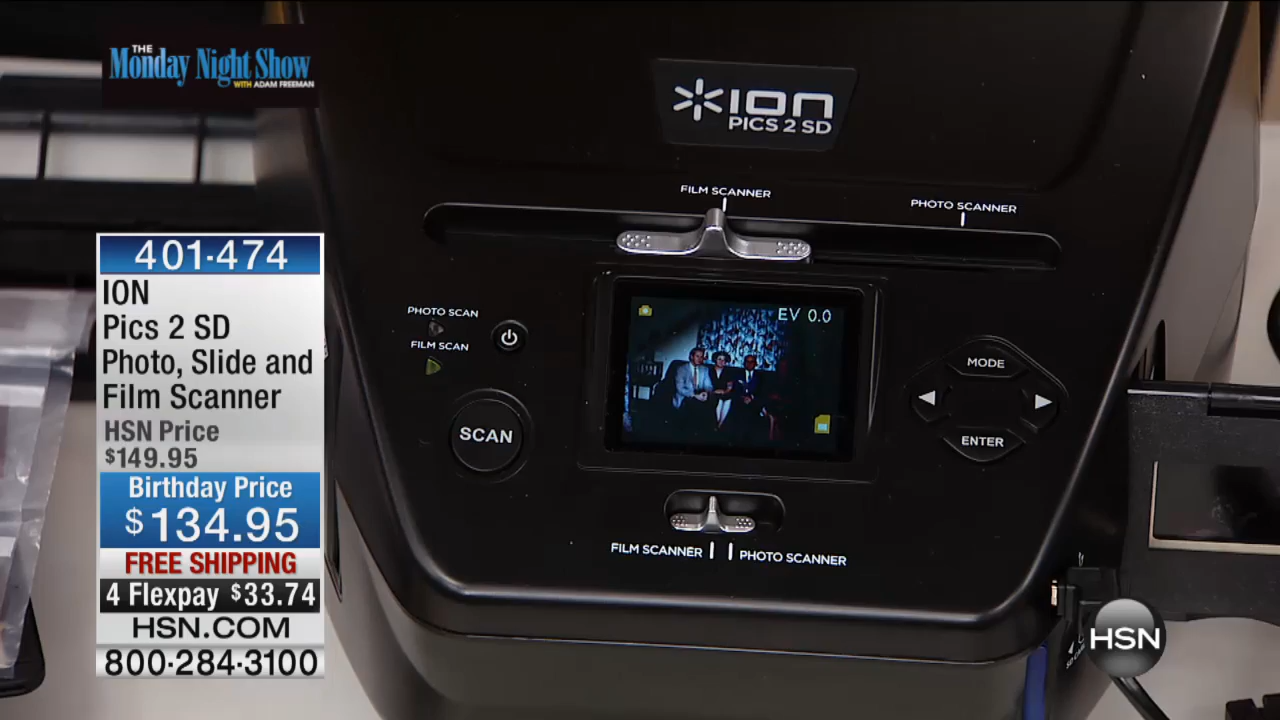 THE
Monday Night Show
WITH ADAM FREEMAN
ION
PICS 2 SD
FILM SCANNER
PHOTO SCANNER
401-474
ION
Pics 2 SD
Photo, Slide and
Film Scanner
HSN Price
$149.95
Birthday Price
$134.95
FREE SHIPPING
4 Flexpay $33.74
HSN.COM
800-284-3100
PHOTO SCAN
FILM SCAN
SCAN
EV 0.0
MODE
ENTER
FILM SCANNER
PHOTO SCANNER
HSN